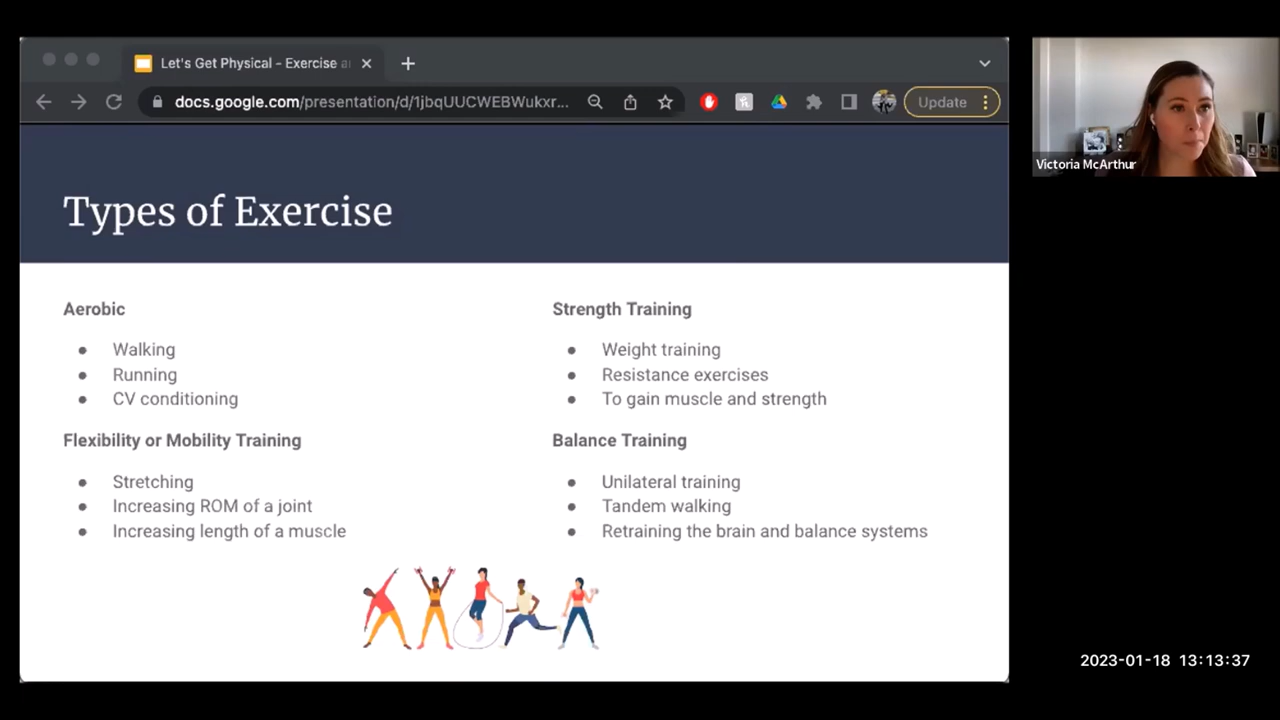 Let's Get Physical - Exercise
docs.google.com/presentation/d/1jbqUUCWEBWukxr...
Update
Victoria McArthur
Types of Exercise
Aerobic
● Walking
● Running
● CV conditioning
Flexibility or Mobility Training
● Stretching
● Increasing ROM of a joint
● Increasing length of a muscle
Strength Training
● Weight training
● Resistance exercises
● To gain muscle and strength
Balance Training
● Unilateral training
● Tandem walking
● Retraining the brain and balance systems
2023-01-18 13:13:37